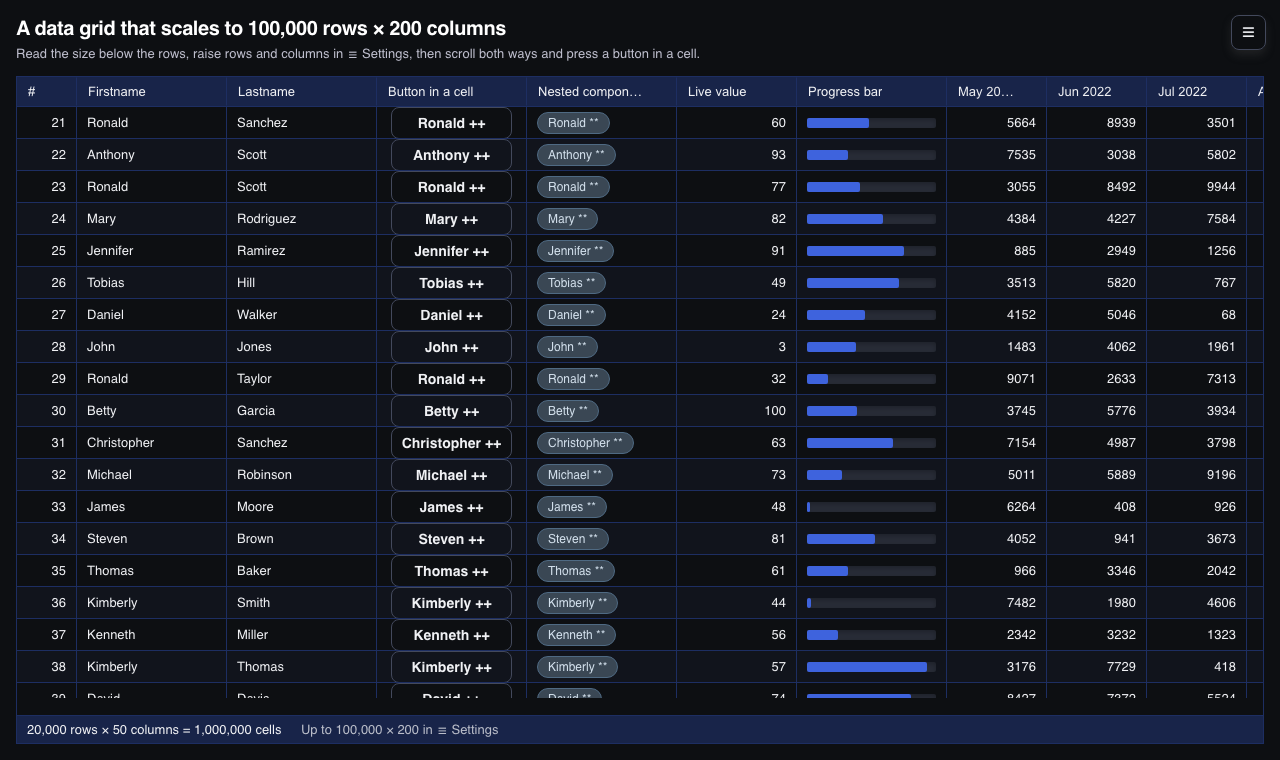 A data grid that scales to 100,000 rows × 200 columns
Read the size below the rows, raise rows and columns in ≡ Settings, then scroll both ways and press a button in a cell.
# Firstname Lastname Button in a cell Nested compon… Live value Progress bar May 20… Jun 2022 Jul 2022
21 Ronald Sanchez Ronald ++ Ronald ** 60 5664 8939 3501
22 Anthony Scott Anthony ++ Anthony ** 93 7535 3038 5802
23 Ronald Scott Ronald ++ Ronald ** 77 3055 8492 9944
24 Mary Rodriguez Mary ++ Mary ** 82 4384 4227 7584
25 Jennifer Ramirez Jennifer ++ Jennifer ** 91 885 2949 1256
26 Tobias Hill Tobias ++ Tobias ** 49 3513 5820 767
27 Daniel Walker Daniel ++ Daniel ** 24 4152 5046 68
28 John Jones John ++ John ** 3 1483 4062 1961
29 Ronald Taylor Ronald ++ Ronald ** 32 9071 2633 7313
30 Betty Garcia Betty ++ Betty ** 100 3745 5776 3934
31 Christopher Sanchez Christopher ++ Christopher ** 63 7154 4987 3798
32 Michael Robinson Michael ++ Michael ** 73 5011 5889 9196
33 James Moore James ++ James ** 48 6264 408 926
34 Steven Brown Steven ++ Steven ** 81 4052 941 3673
35 Thomas Baker Thomas ++ Thomas ** 61 966 3346 2042
36 Kimberly Smith Kimberly ++ Kimberly ** 44 7482 1980 4606
37 Kenneth Miller Kenneth ++ Kenneth ** 56 2342 3232 1323
38 Kimberly Thomas Kimberly ++ Kimberly ** 57 3176 7729 418
39 David Davis David ++ David ** 74
20,000 rows × 50 columns = 1,000,000 cells Up to 100,000 × 200 in ≡ Settings